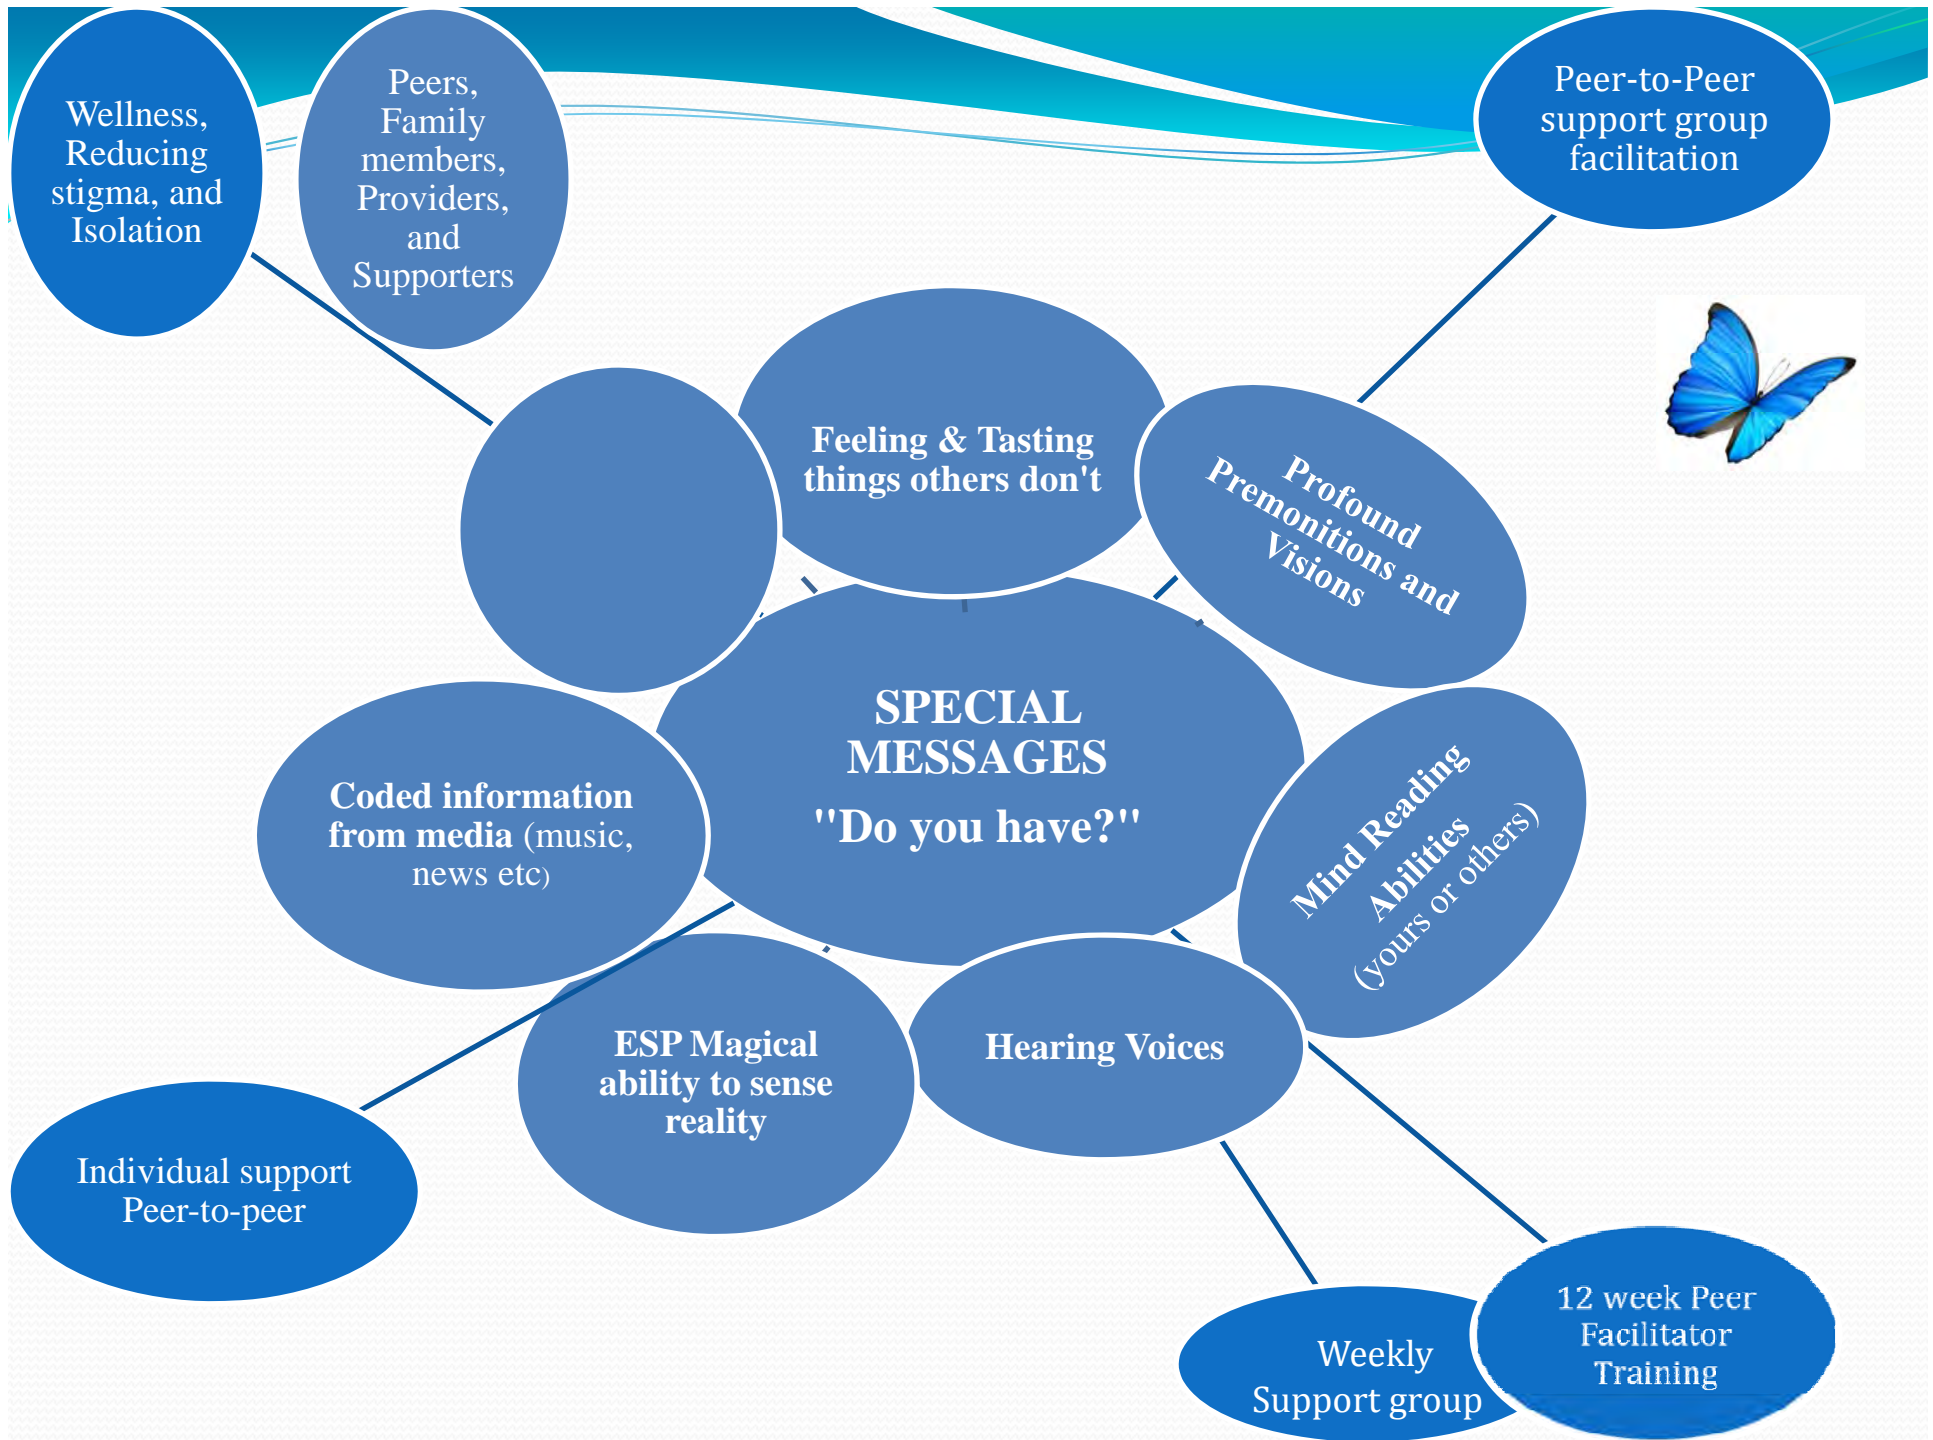 Wellness,
Reducing
stigma, and
Isolation
Peers,
Family
members,
Providers,
and
Supporters
Peer-to-Peer
support group
facilitation
Feeling & Tasting
things others don't
Profound
Premonitions and
Visions
SPECIAL
MESSAGES
"Do you have?"
Coded information
from media (music,
news etc)
Mind Reading
Abilities
(yours or others)
ESP Magical
ability to sense
reality
Hearing Voices
Individual support
Peer-to-peer
Weekly
Support group
12 week Peer
Facilitator
Training